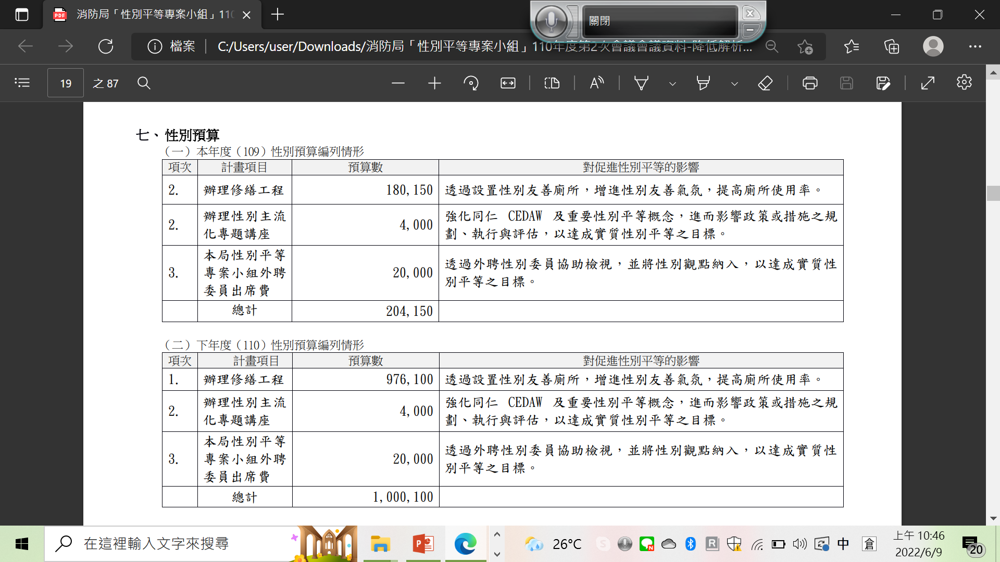 消防局「性別平等專案小組」110
關閉
檔案
C:/Users/user/Downloads/消防局「性別平等專案小組」110年度第2次會議會議資料-降低解析...
19 之 87
七、性別預算
（一）本年度（109）性別預算編列情形
項次 計畫項目 預算數 對促進性別平等的影響
2. 辦理修繕工程 180,150 透過設置性別友善廁所，增進性別友善氣氛，提高廁所使用率。
2. 辦理性別主流 4,000 強化同仁 CEDAW 及重要性別平等概念，進而影響政策或措施之規
化專題講座 劃、執行與評估，以達成實質性別平等之目標。
3. 本局性別平等 20,000 透過外聘性別委員協助檢視，並將性別觀點納入，以達成實質性
專案小組外聘 別平等之目標。
委員出席費
總計 204,150
（二）下年度（110）性別預算編列情形
項次 計畫項目 預算數 對促進性別平等的影響
1. 辦理修繕工程 976,100 透過設置性別友善廁所，增進性別友善氣氛，提高廁所使用率。
2. 辦理性別主流 4,000 強化同仁 CEDAW 及重要性別平等概念，進而影響政策或措施之規
化專題講座 劃、執行與評估，以達成實質性別平等之目標。
3. 本局性別平等 20,000 透過外聘性別委員協助檢視，並將性別觀點納入，以達成實質性
專案小組外聘 別平等之目標。
委員出席費
總計 1,000,100
在這裡輸入文字來搜尋
26°C
中
倉
上午 10:46
2022/6/9
20